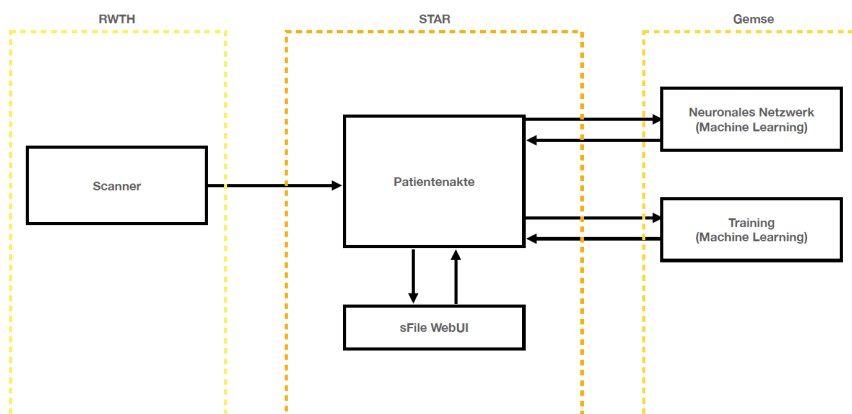 RWTH
STAR
Gemse
Scanner
Patientenakte
Neuronales Netzwerk
(Machine Learning)
Training
(Machine Learning)
sFile WebUI